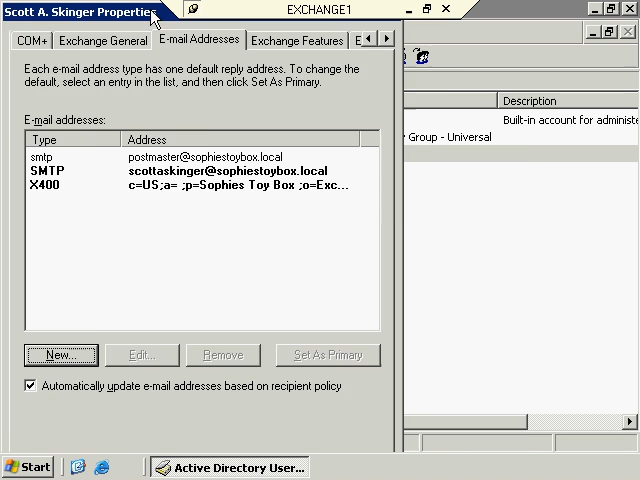 Scott A. Skinger Properties
EXCHANGE1
COM+
Exchange General
E-mail Addresses
Exchange Features
E
Each e-mail address type has one default reply address. To change the
default, select an entry in the list, and then click Set As Primary.
E-mail addresses:
Type
Address
smtp
postmaster@sophiestoybox.local
SMTP
scottaskinger@sophiestoybox.local
X400
c=US;a= ;p=Sophies Toy Box ;o=Exc...
New...
Edit...
Remove
Set As Primary
Automatically update e-mail addresses based on recipient policy
Description
Built-in account for administe
Group - Universal
Start
Active Directory User...